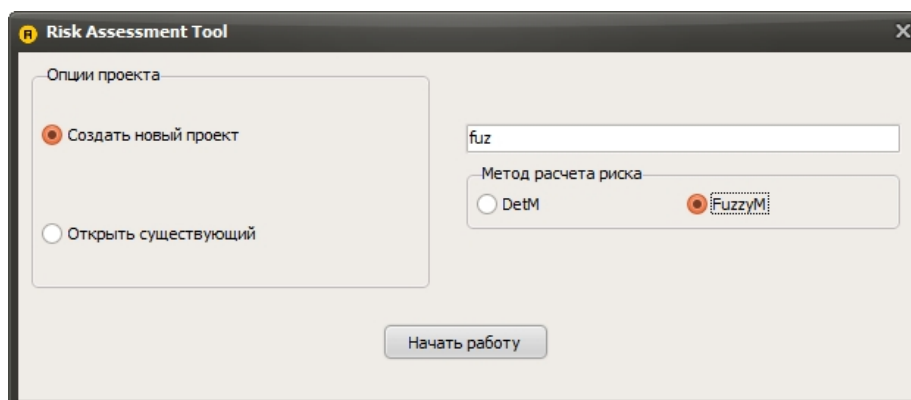 R Risk Assessment Tool
Опции проекта
Создать новый проект
Открыть существующий
fuz
Метод расчета риска
DetM FuzzyM
Начать работу